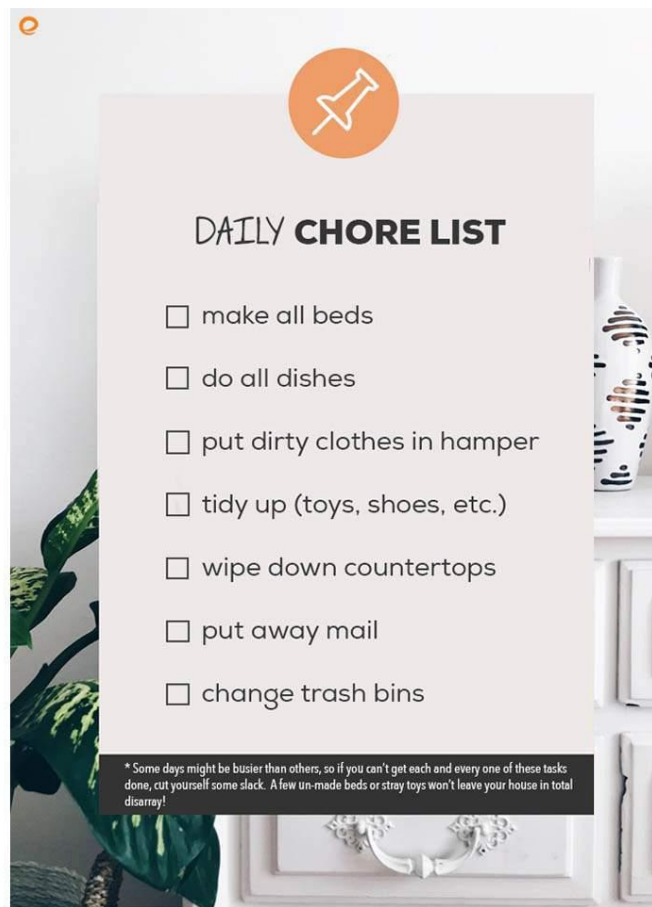 DAILY CHORE LIST
make all beds
do all dishes
put dirty clothes in hamper
tidy up (toys, shoes, etc.)
wipe down countertops
put away mail
change trash bins
* Some days might be busier than others, so if you can't get each and every one of these tasks
done, cut yourself some slack. A few un-made beds or stray toys won't leave your house in total
disarray!